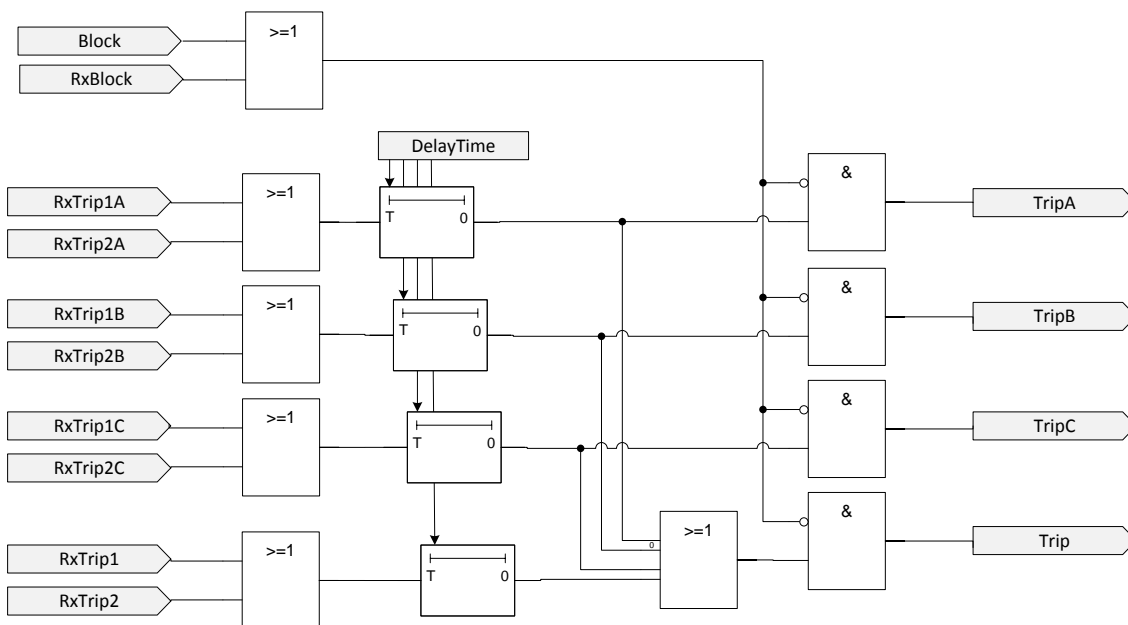 Block
>=1
RxBlock
DelayTime
&
RxTrip1A
>=1
TripA
T
0
RxTrip2A
&
RxTrip1B
>=1
TripB
T
0
RxTrip2B
&
RxTrip1C
>=1
TripC
T
0
RxTrip2C
&
>=1
RxTrip1
>=1
0
Trip
T
0
RxTrip2